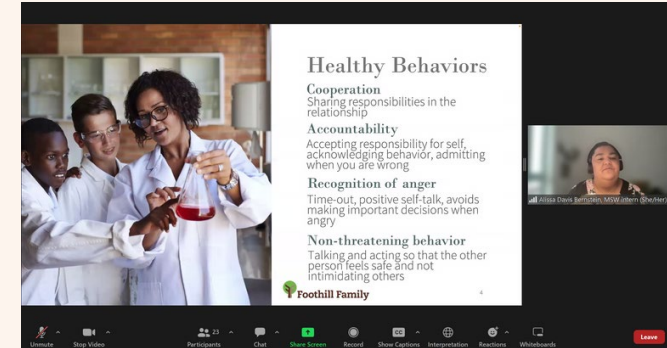 Healthy Behaviors
Cooperation
Sharing responsibilities in the
relationship
Accountability
Accepting responsibility for self,
acknowledging behavior, admitting
when you are wrong
Recognition of anger
Time-out, positive self-talk, avoids
making important decisions when
angry
Non-threatening behavior
Talking and acting so that the other
person feels safe and not
intimidating others
Foothill Family
4
Alissa Davis Bernstein, MSW Intern (She/Her)
23
CC
Unmute
Stop Video
Participants
Chat
Share Screen
Record
Show Captions
Interpretation
Reactions
Whiteboards
Leave